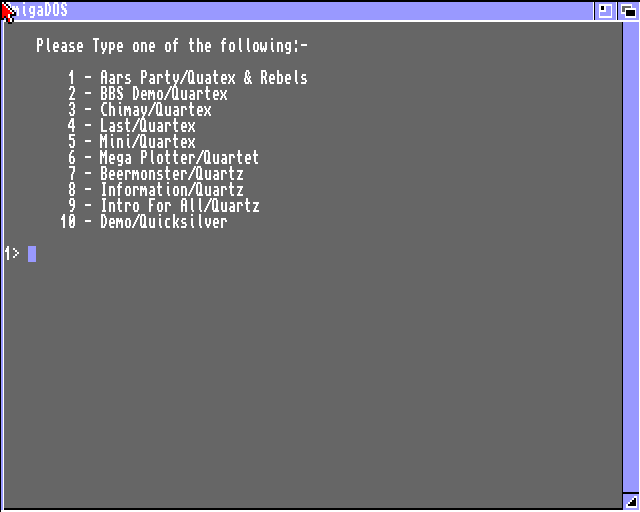 migaDOS
Please Type one of the following:-
1 - Aars Party/Quatex & Rebels
2 - BBS Demo/Quartex
3 - Chimay/Quartex
4 - Last/Quartex
5 - Mini/Quartex
6 - Mega Plotter/Quartet
7 - Beermonster/Quartz
8 - Information/Quartz
9 - Intro For All/Quartz
10 - Demo/Quicksilver
1>